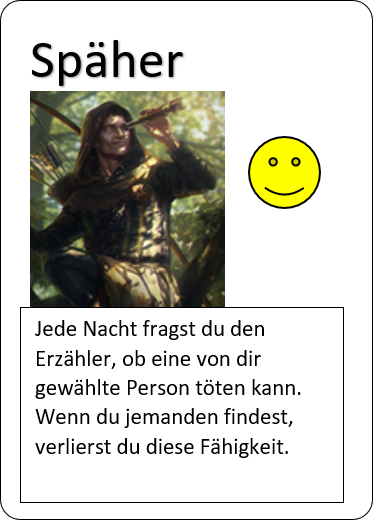 Späher
Jede Nacht fragst du den
Erzähler, ob eine von dir
gewählte Person töten kann.
Wenn du jemanden findest,
verlierst du diese Fähigkeit.